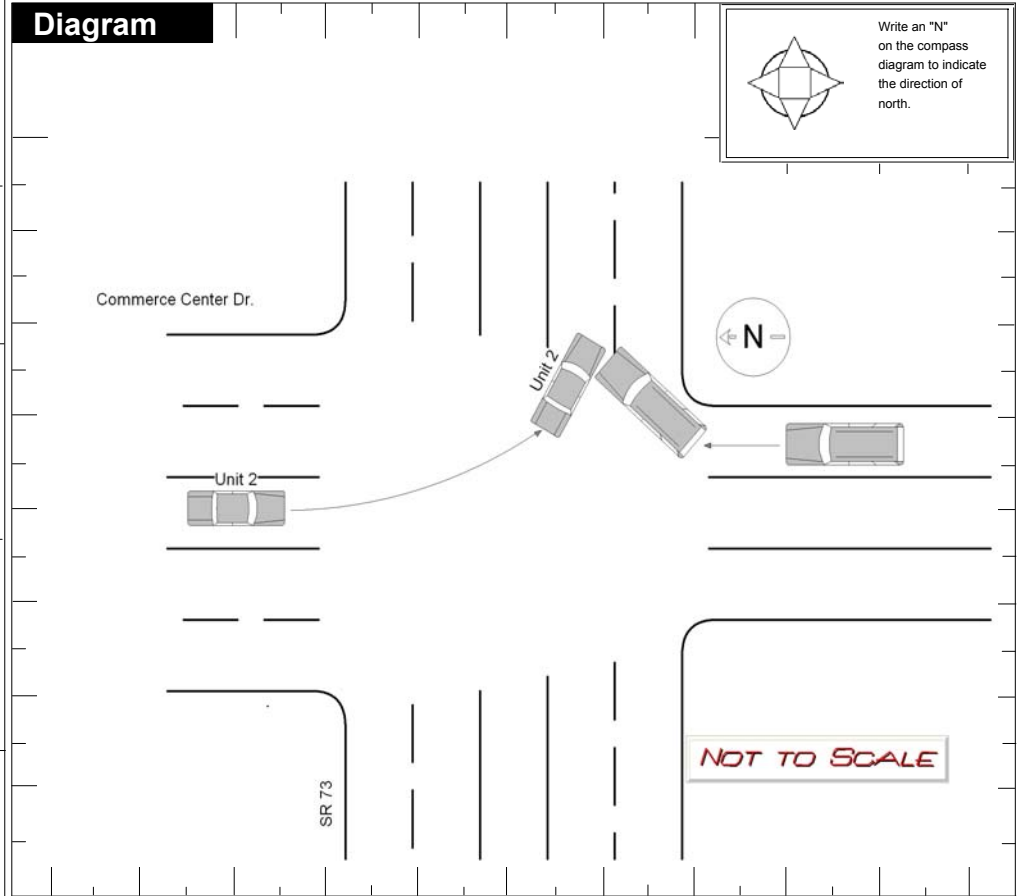 Diagram
Write an "N"
on the compass
diagram to indicate
the direction of
north.
Commerce Center Dr.
N
Unit 2
Unit 2
SR 73
NOT TO SCALE